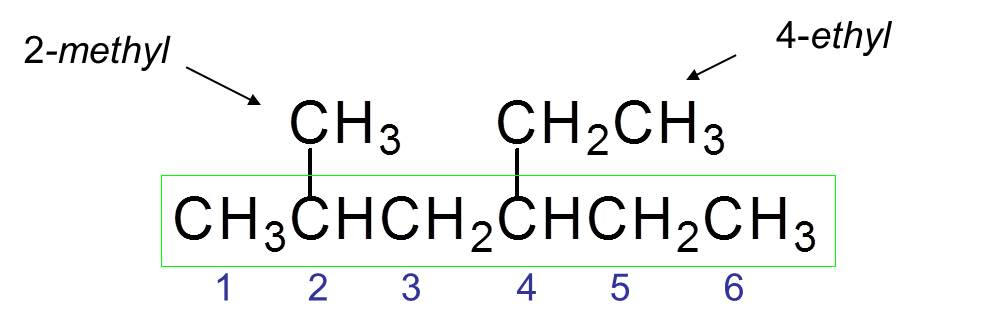 2-methyl 4-ethyl
CH₃ CH₂CH₃
CH₃CHCH₂CHCH₂CH₃
1 2 3 4 5 6